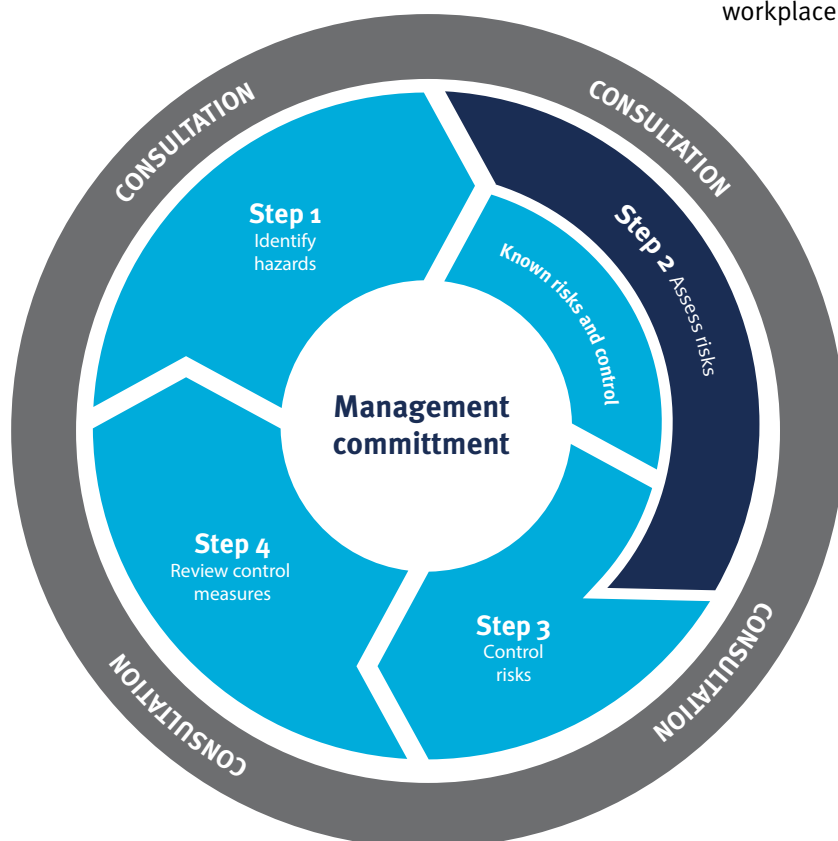 workplace
CONSULTATION
CONSULTATION
Step 1
Identify
hazards
Step 2 Assess risks
Known risks and control
Management
committment
Step 4
Review control
measures
Step 3
Control
risks
CONSULTATION
CONSULTATION